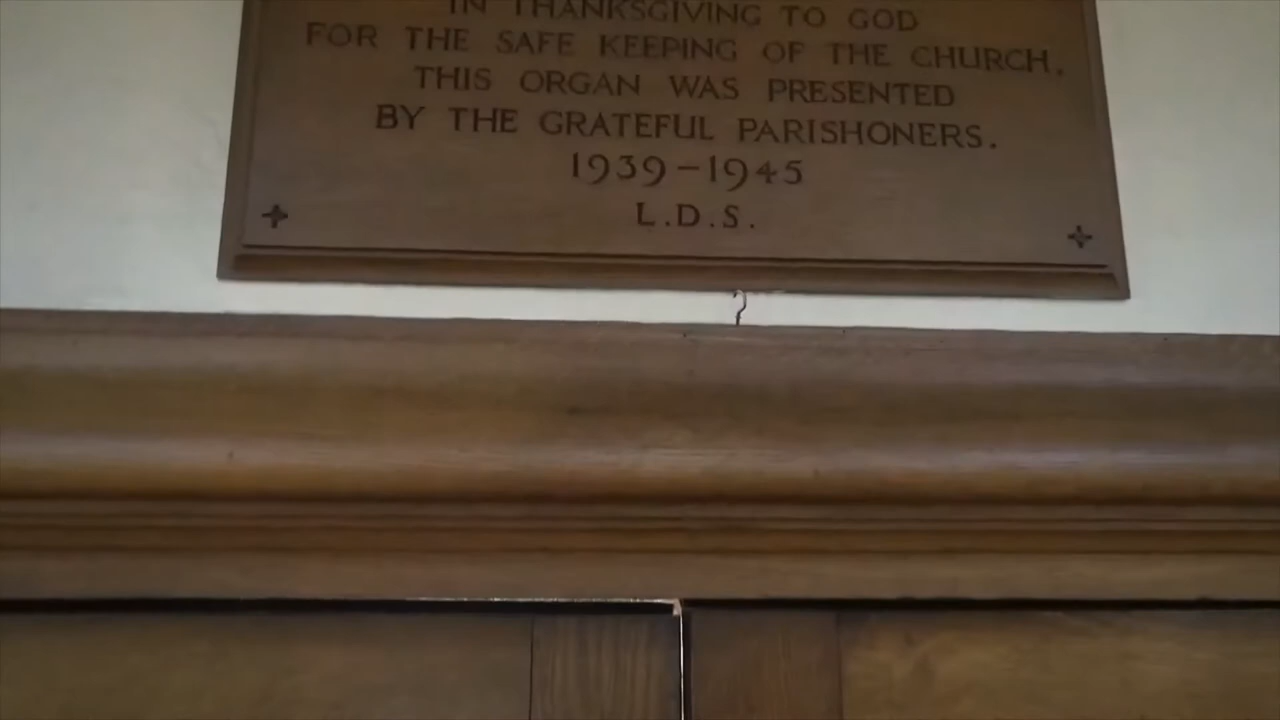 IN THANKSGIVING TO GOD
FOR THE SAFE KEEPING OF THE CHURCH,
THIS ORGAN WAS PRESENTED
BY THE GRATEFUL PARISHONERS.
1939-1945
L.D.S.